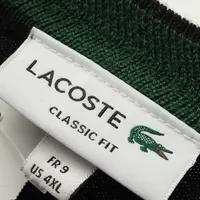 LACOSTE
CLASSIC FIT
FR 9
US 4XL